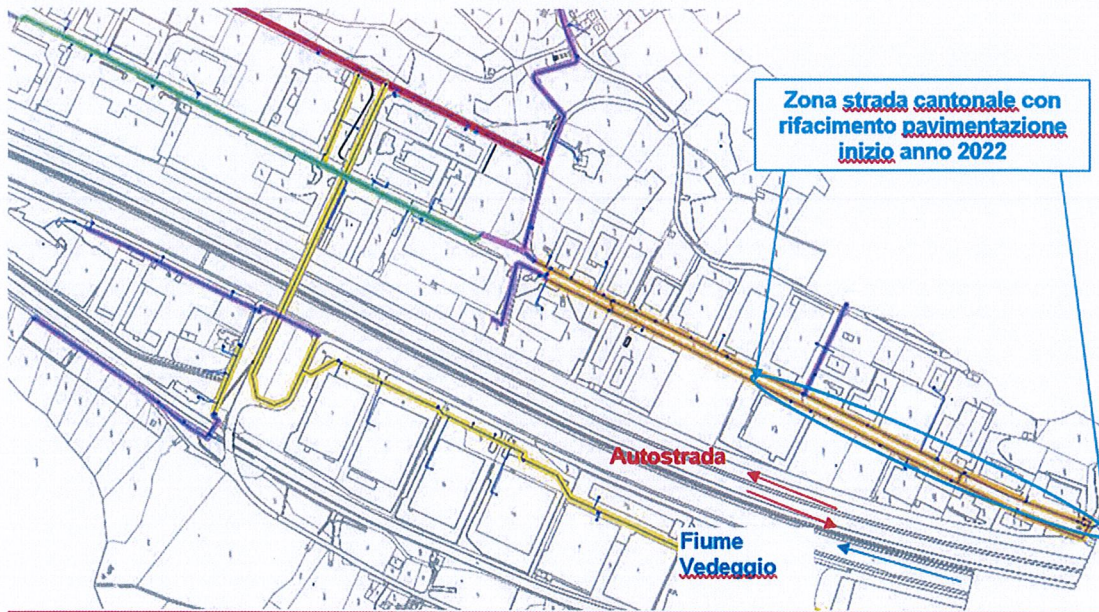 Zona strada cantonale con
rifacimento pavimentazione
inizio anno 2022
Autostrada
Fiume
Vedeggio